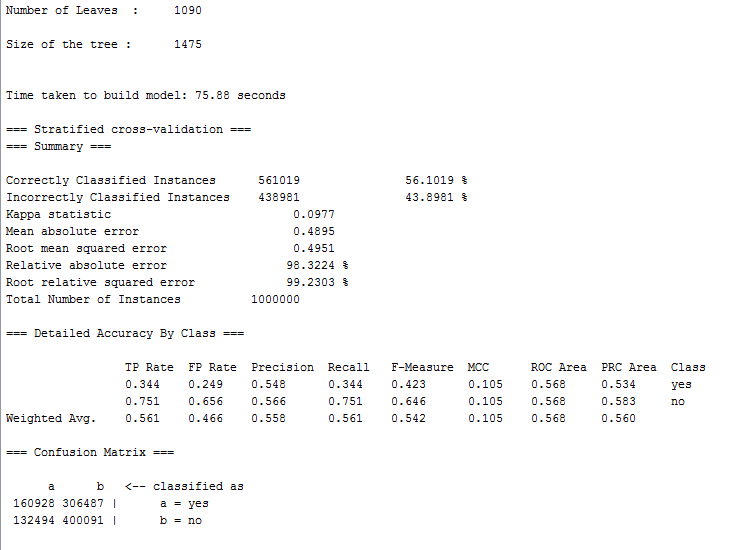 Number of Leaves  :     1090
Size of the tree :      1475
Time taken to build model: 75.88 seconds
=== Stratified cross-validation ===
=== Summary ===
Correctly Classified Instances      561019               56.1019 %
Incorrectly Classified Instances    438981               43.8981 %
Kappa statistic                          0.0977
Mean absolute error                      0.4895
Root mean squared error                  0.4951
Relative absolute error                 98.3224 %
Root relative squared error             99.2303 %
Total Number of Instances          1000000
=== Detailed Accuracy By Class ===
TP Rate  FP Rate  Precision  Recall   F-Measure  MCC      ROC Area  PRC Area  Class
0.344    0.249    0.548      0.344    0.423      0.105    0.568     0.534     yes
0.751    0.656    0.566      0.751    0.646      0.105    0.568     0.583     no
Weighted Avg.    0.561    0.466    0.558      0.561    0.542      0.105    0.568     0.560
=== Confusion Matrix ===
a      b   <-- classified as
160928 306487 |      a = yes
132494 400091 |      b = no